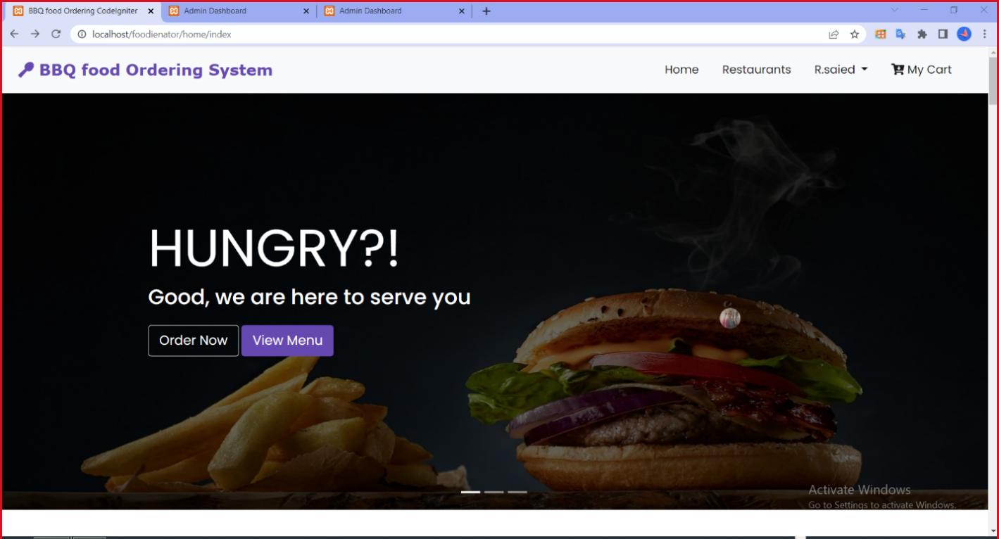 BBQ food Ordering CodeIgniter
Admin Dashboard
Admin Dashboard
localhost/foodienator/home/index
BBQ food Ordering System
Home
Restaurants
R.saied
My Cart
HUNGRY?!
Good, we are here to serve you
Order Now
View Menu
Activate Windows
Go to Settings to activate Windows.